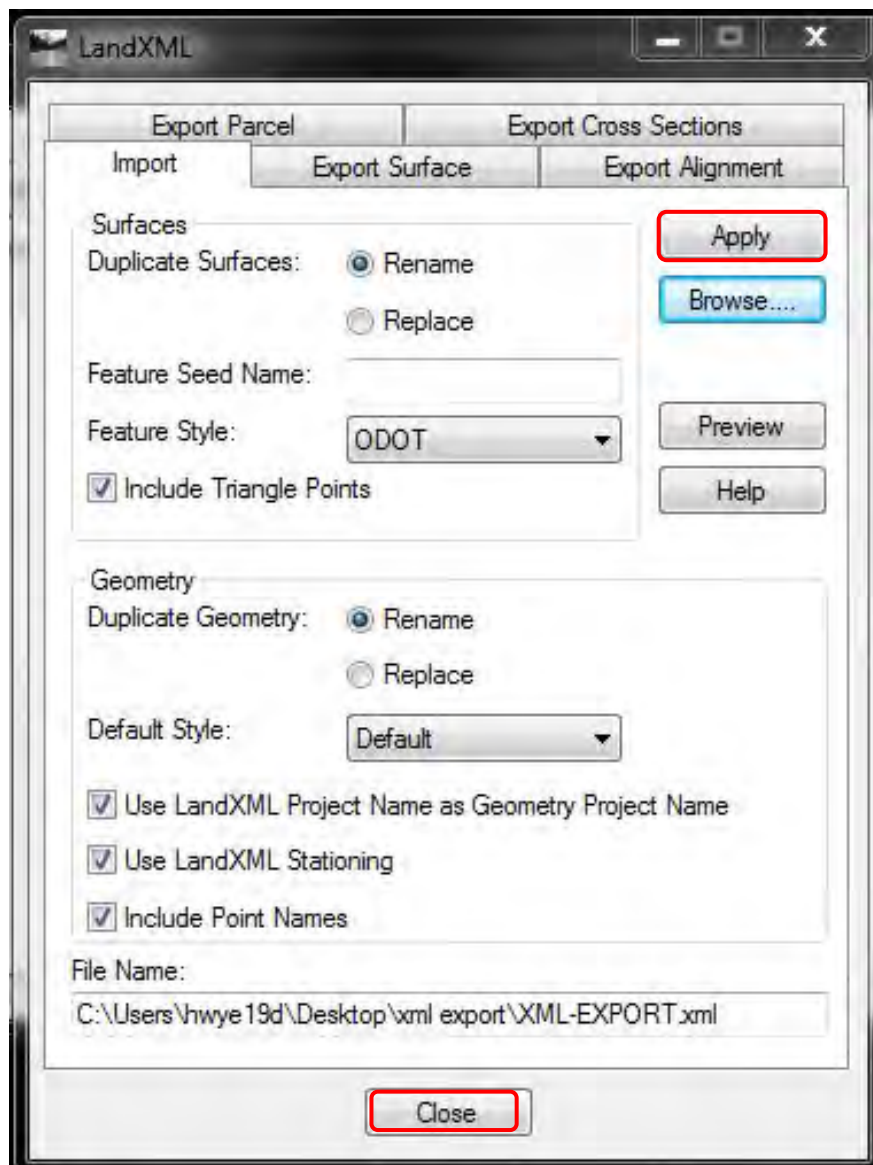 LandXML
Export Parcel Export Cross Sections
Import Export Surface Export Alignment
Surfaces
Duplicate Surfaces: Rename
Replace
Feature Seed Name:
Feature Style: ODOT
Include Triangle Points
Apply
Browse....
Preview
Help
Geometry
Duplicate Geometry: Rename
Replace
Default Style: Default
Use LandXML Project Name as Geometry Project Name
Use LandXML Stationing
Include Point Names
File Name:
C:\Users\hwye19d\Desktop\xml export\XML-EXPORT.xml
Close